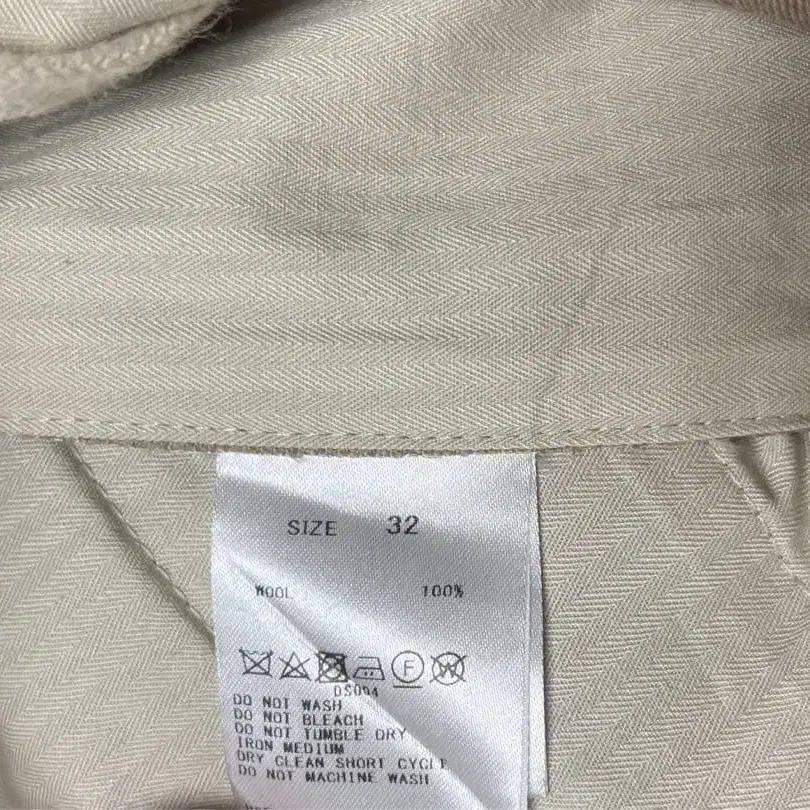 SIZE 32
WOOL 100%
F W
DS004
DO NOT WASH
DO NOT BLEACH
DO NOT TUMBLE DRY
IRON MEDIUM
DRY CLEAN SHORT CYCLE
DO NOT MACHINE WASH